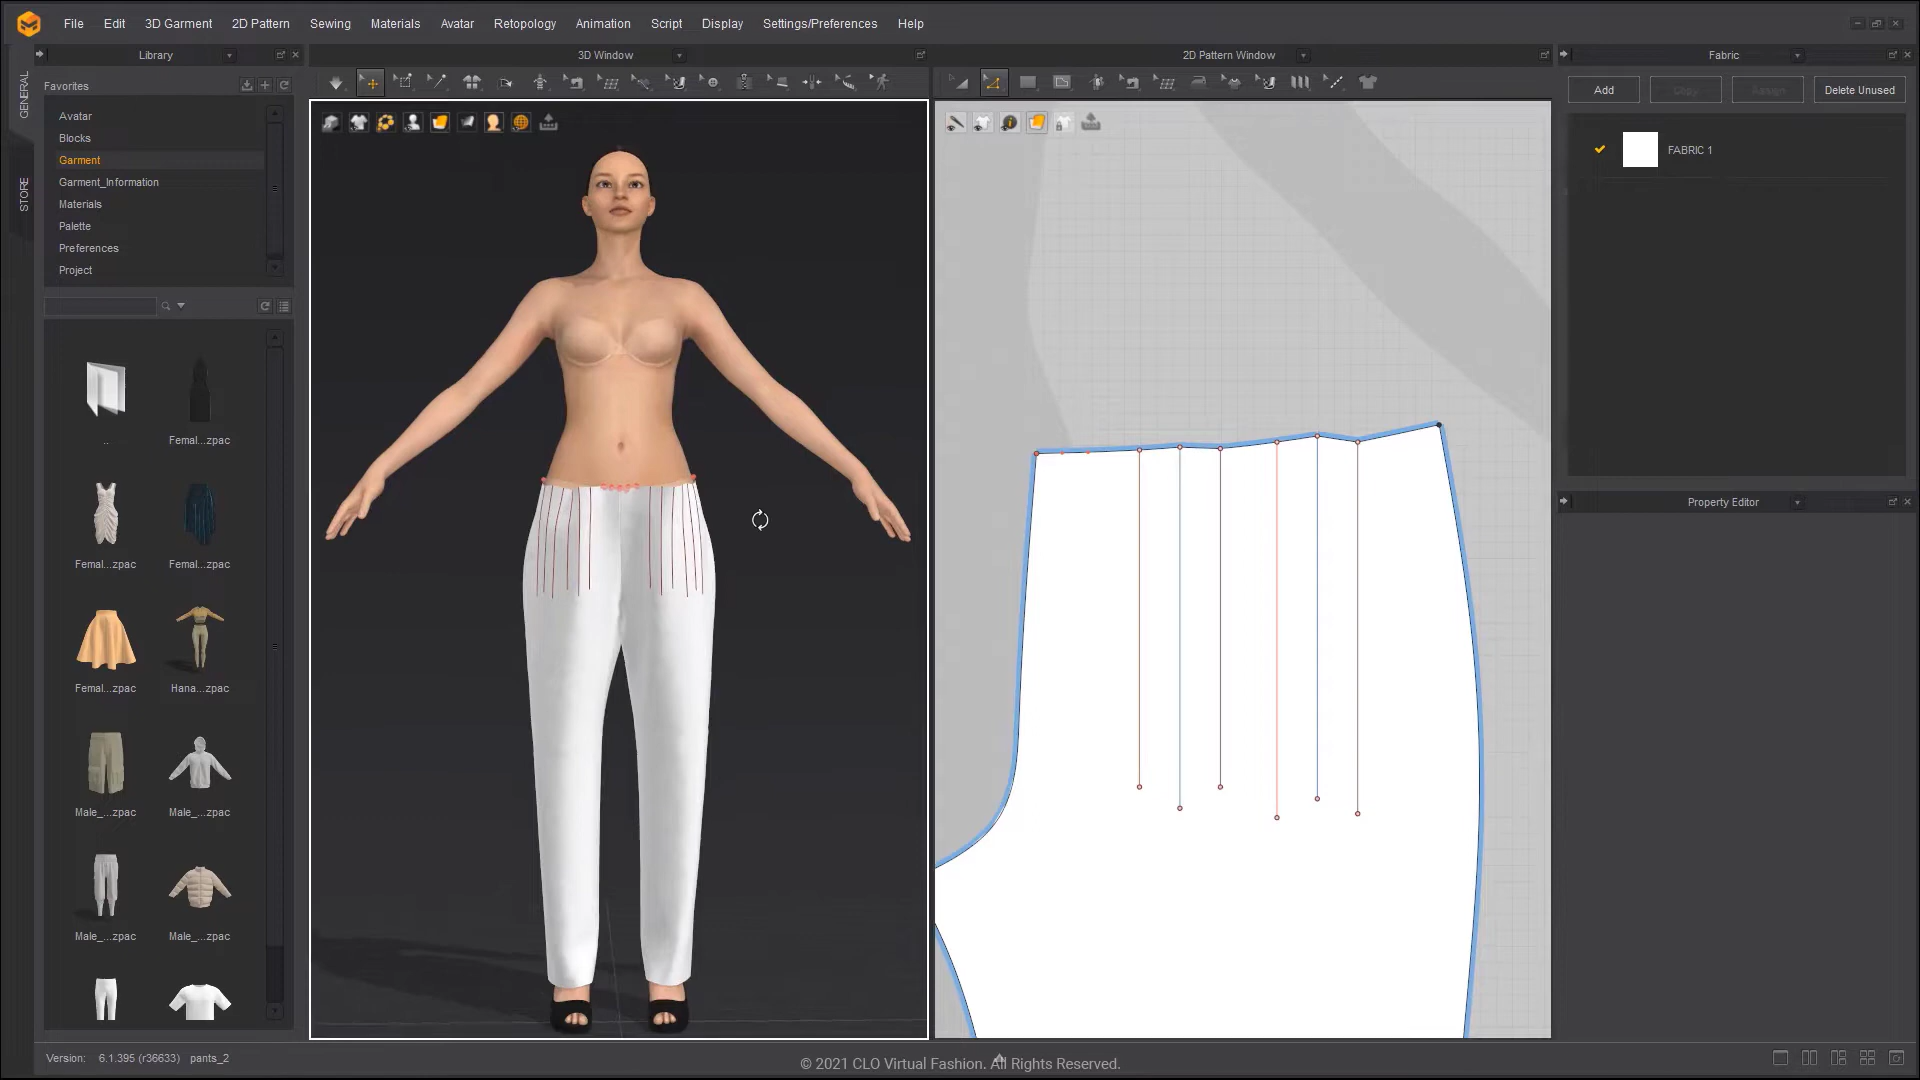 File Edit 3D Garment 2D Pattern Sewing Materials Avatar Retopology Animation Script Display Settings/Preferences Help
Library 3D Window 2D Pattern Window Fabric
GENERAL
STORE
Favorites
Avatar
Blocks
Garment
Garment_Information
Materials
Palette
Preferences
Project
..
Femal...zpac
Femal...zpac
Femal...zpac
Femal...zpac
Hana...zpac
Male_...zpac
Male_...zpac
Male_...zpac
Male_...zpac
Add Copy Assign Delete Unused
FABRIC 1
Property Editor
Version: 6.1.395 (r36633) pants_2
© 2021 CLO Virtual Fashion. All Rights Reserved.